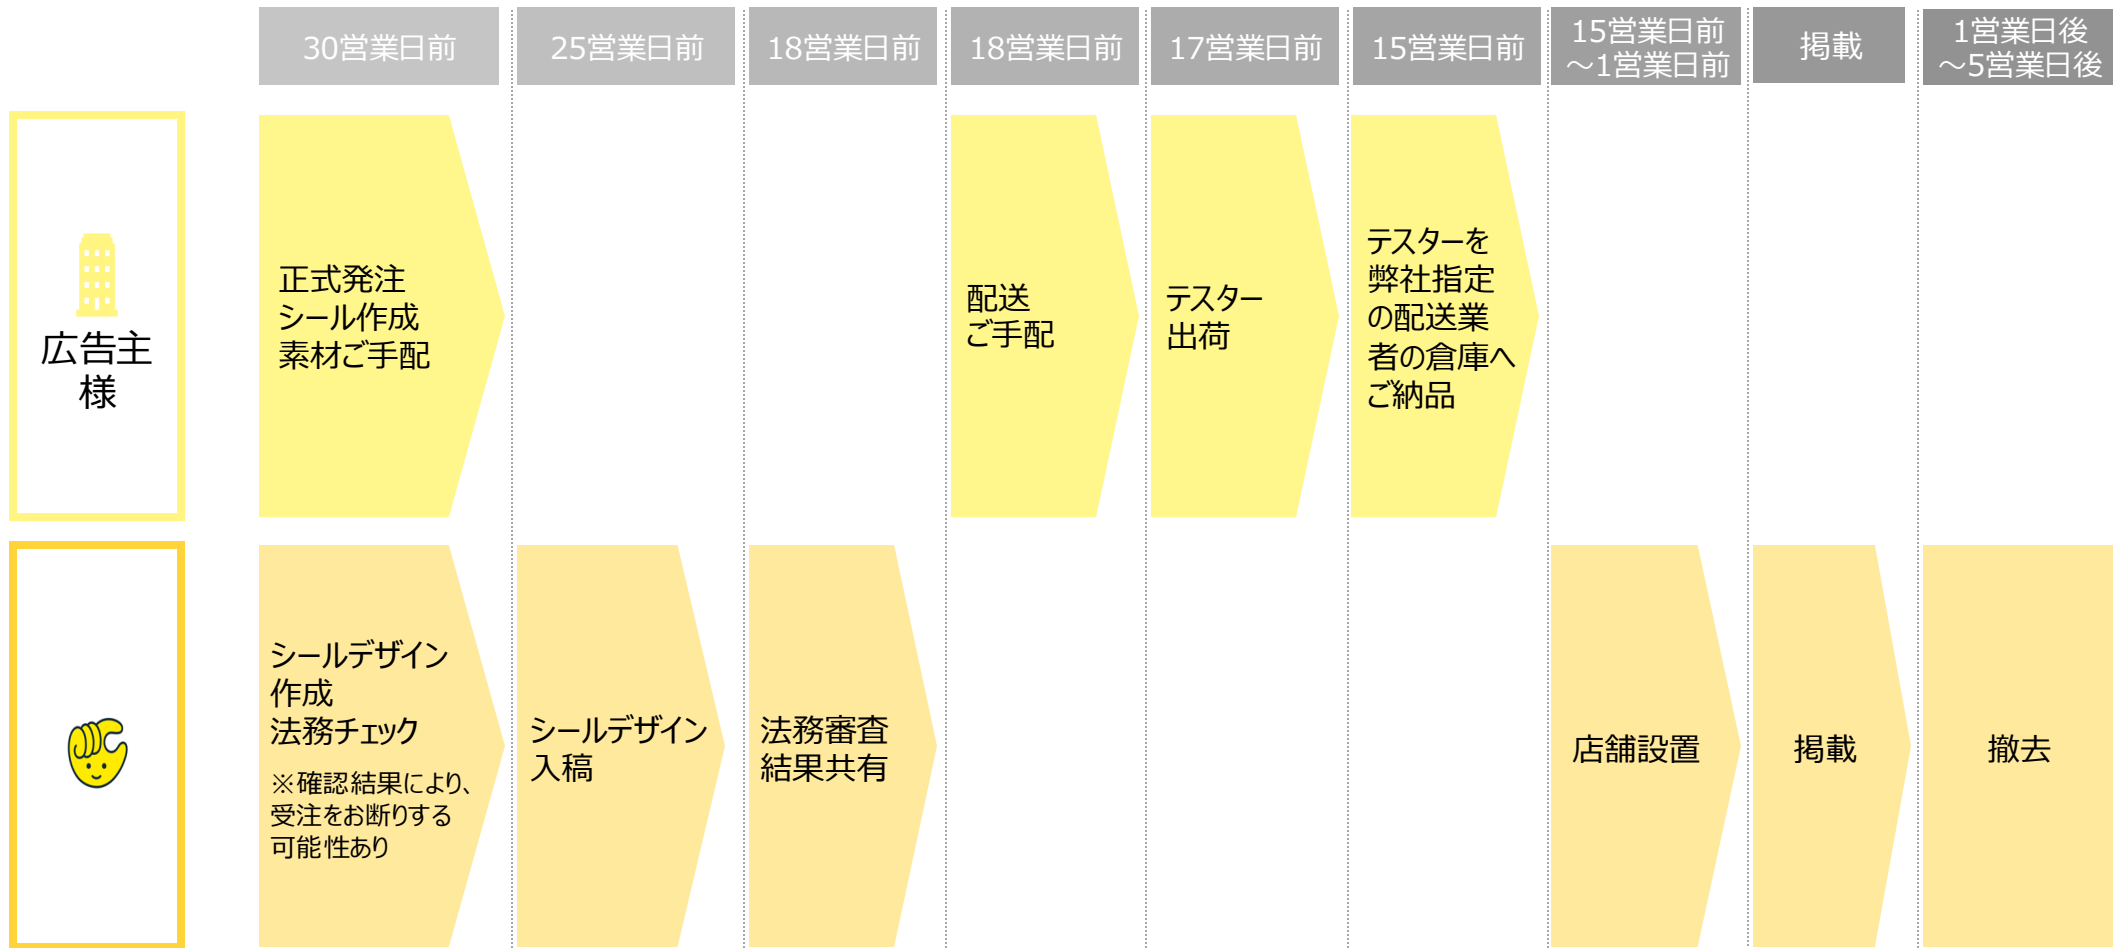 30営業日前
25営業日前
18営業日前
18営業日前
17営業日前
15営業日前
15営業日前
～1営業日前
掲載
1営業日後
～5営業日後
広告主
様
正式発注
シール作成
素材ご手配
配送
ご手配
テスター
出荷
テスターを
弊社指定
の配送業
者の倉庫へ
ご納品
シールデザイン
作成
法務チェック
※確認結果により、
受注をお断りする
可能性あり
シールデザイン
入稿
法務審査
結果共有
店舗設置
掲載
撤去